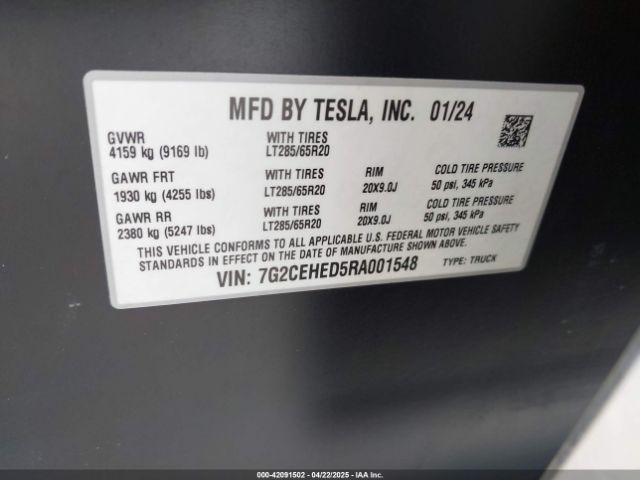 MFD BY TESLA, INC. 01/24
GVWR WITH TIRES
4159 kg (9169 lb) LT285/65R20
GAWR FRT WITH TIRES RIM COLD TIRE PRESSURE
1930 kg (4255 lbs) LT285/65R20 20X9.0J 50 psi, 345 kPa
GAWR RR WITH TIRES RIM COLD TIRE PRESSURE
2380 kg (5247 lbs) LT285/65R20 20X9.0J 50 psi, 345 kPa
THIS VEHICLE CONFORMS TO ALL APPLICABLE U.S. FEDERAL MOTOR VEHICLE SAFETY
STANDARDS IN EFFECT ON THE DATE OF MANUFACTURE SHOWN ABOVE.
VIN: 7G2CEHED5RA001548 TYPE: TRUCK
000-42091502 - 04/22/2025 - IAA Inc.